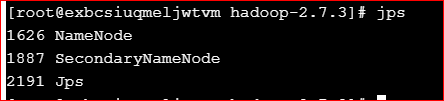 [root@exbcsiuqmeljwtvm hadoop-2.7.3]# jps
1626 NameNode
1887 SecondaryNameNode
2191 Jps